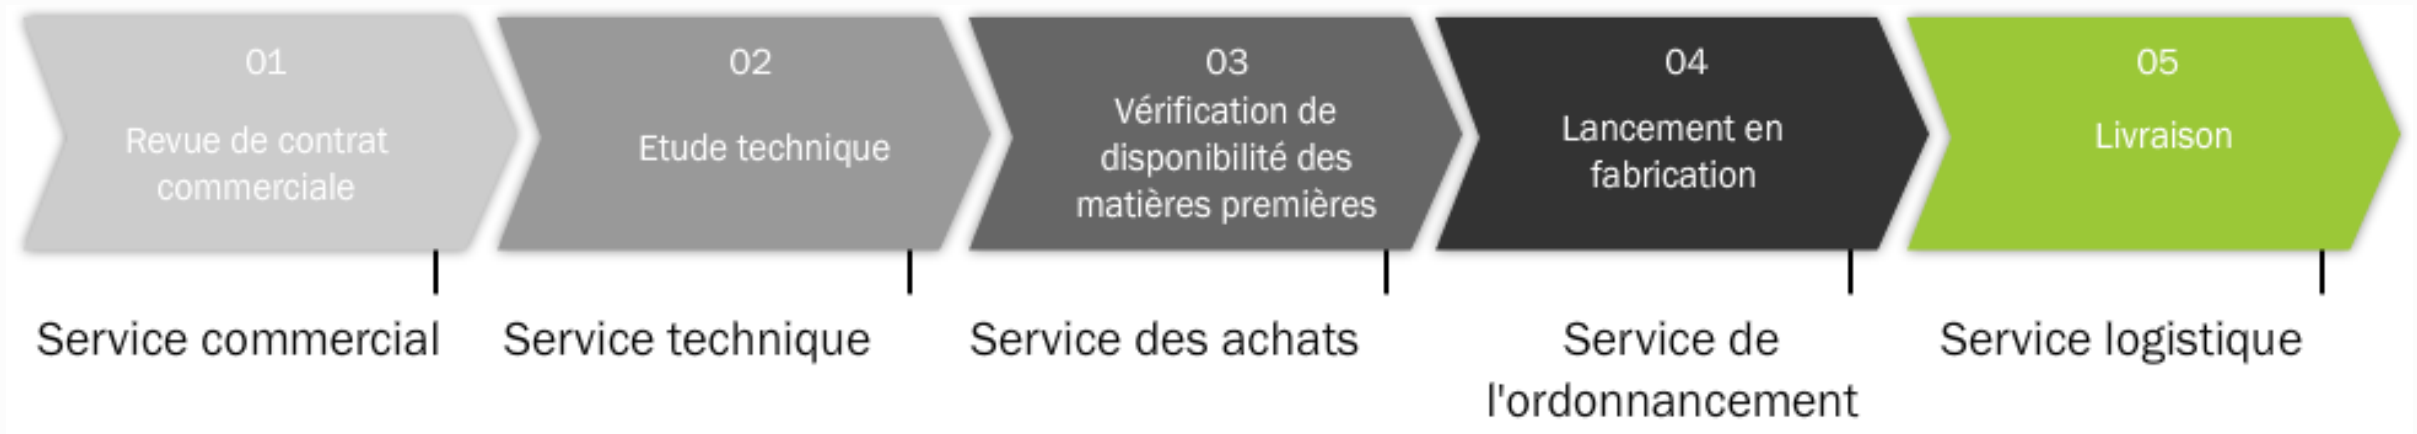 01
Revue de contrat
commerciale
02
Etude technique
03
Vérification de
disponibilité des
matières premières
04
Lancement en
fabrication
05
Livraison
Service commercial
Service technique
Service des achats
Service de
l'ordonnancement
Service logistique